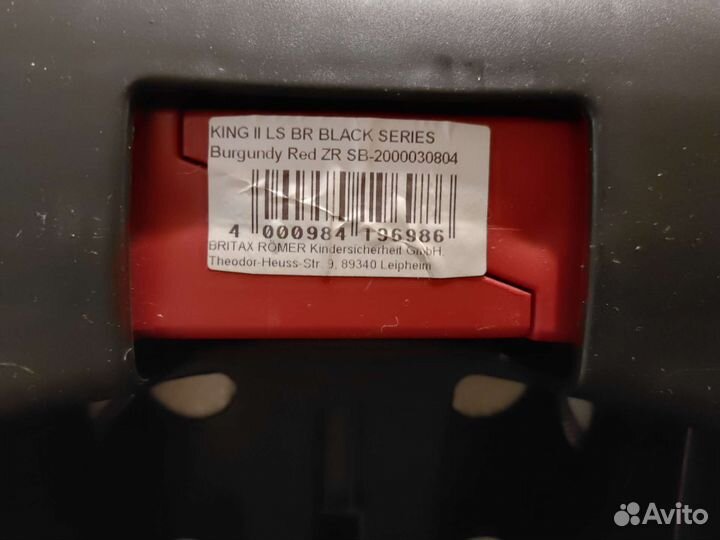 KING II LS BR BLACK SERIES
Burgundy Red ZR SB-2000030804
4 000984 196986
BRITAX RÖMER Kindersicherheit GmbH,
Theodor-Heuss-Str. 9, 89340 Leipheim
Avito